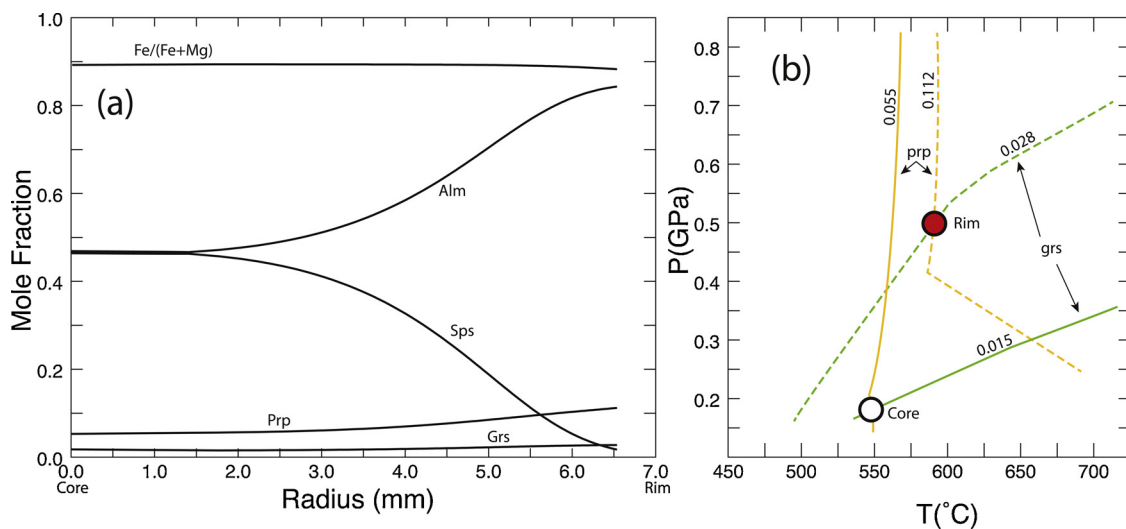 1.0
0.8
0.6
0.4
0.2
0.0
Mole Fraction
(a)
Fe/(Fe+Mg)
Alm
Sps
Prp
Grs
0.0
1.0
2.0
3.0
4.0
5.0
6.0
7.0
Core
Rim
Radius (mm)
(b)
0.8
0.7
0.6
0.5
0.4
0.3
0.2
P(GPa)
0.055
0.112
prp
0.028
Rim
grs
0.015
Core
450
500
550
600
650
700
T(˚C)